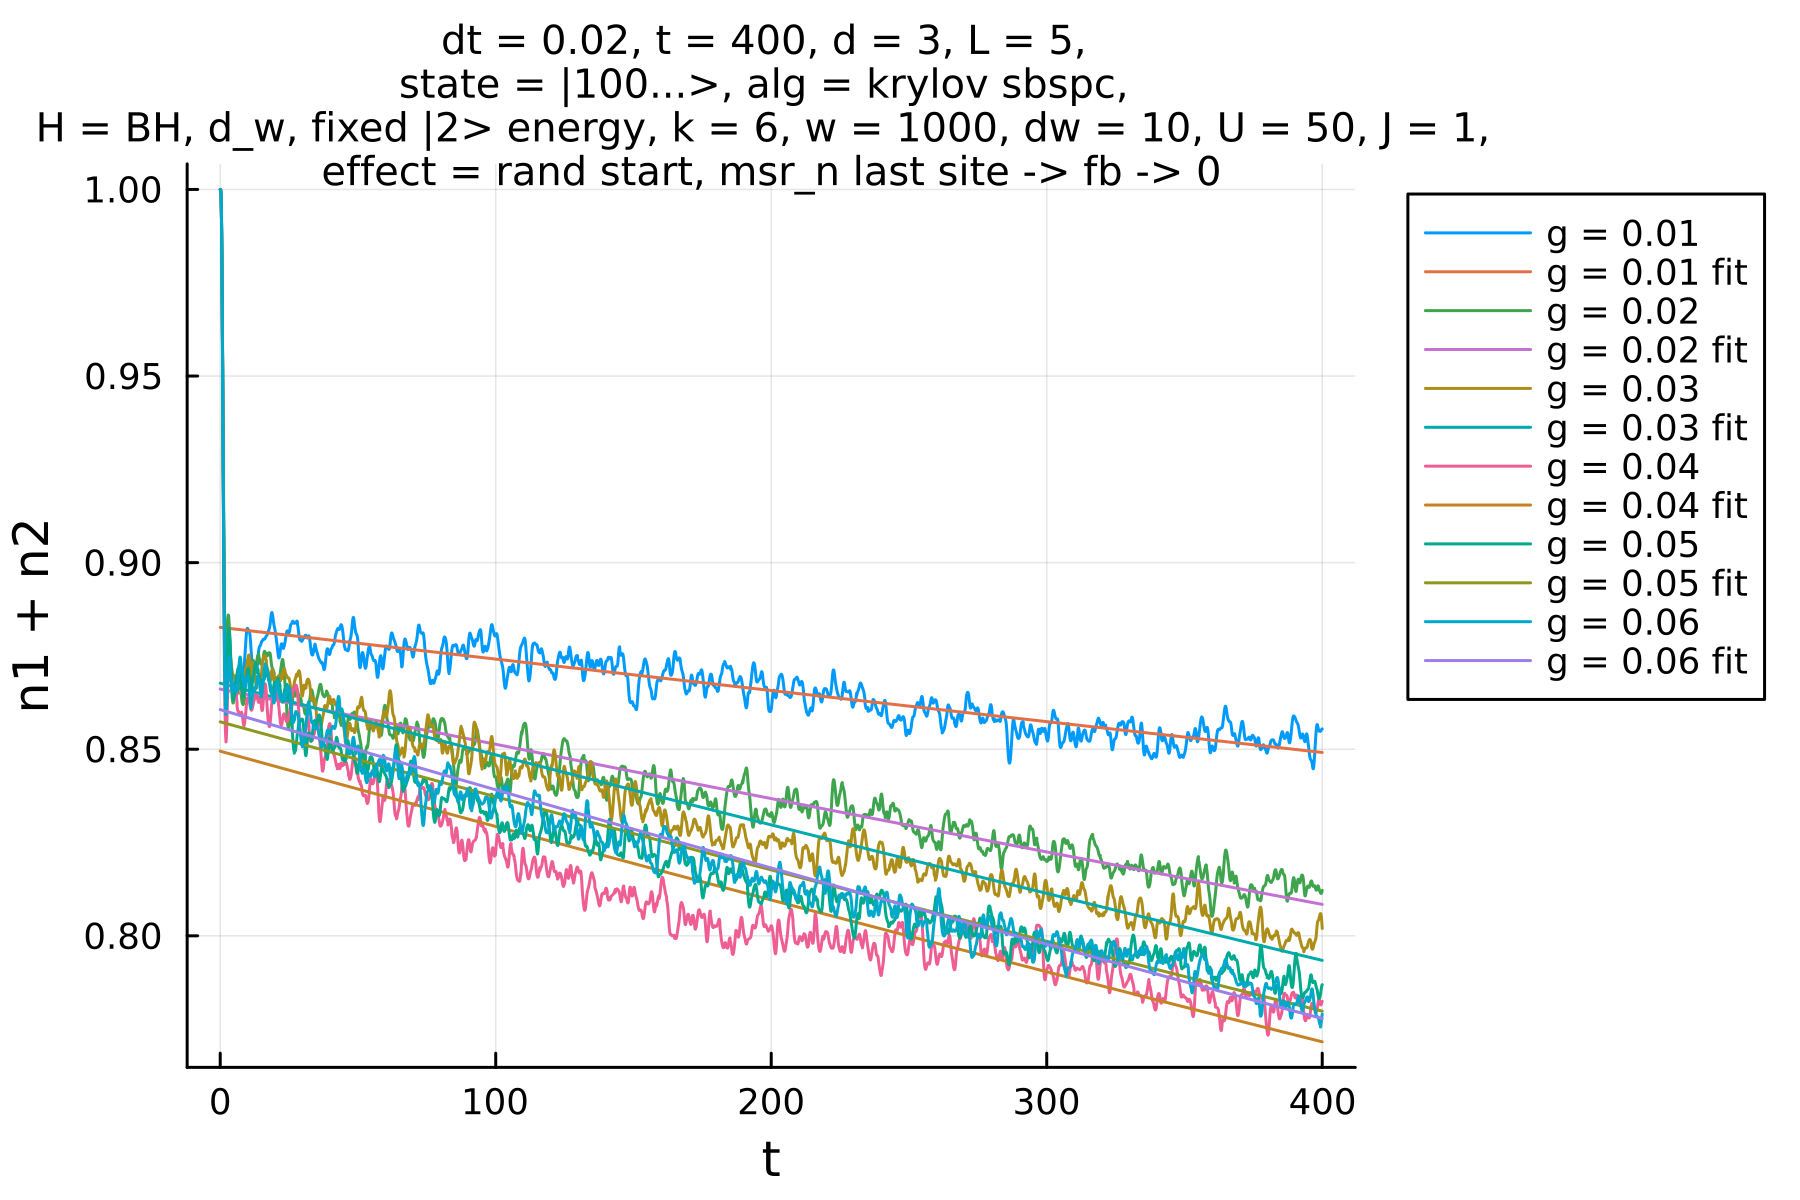 dt = 0.02, t = 400, d = 3, L = 5,
state = |100...>, alg = krylov sbspc,
H = BH, d_w, fixed |2> energy, k = 6, w = 1000, dw = 10, U = 50, J = 1,
effect = rand start, msr_n last site -> fb -> 0
n1 + n2
1.00
0.95
0.90
0.85
0.80
0 100 200 300 400
t
g = 0.01
g = 0.01 fit
g = 0.02
g = 0.02 fit
g = 0.03
g = 0.03 fit
g = 0.04
g = 0.04 fit
g = 0.05
g = 0.05 fit
g = 0.06
g = 0.06 fit